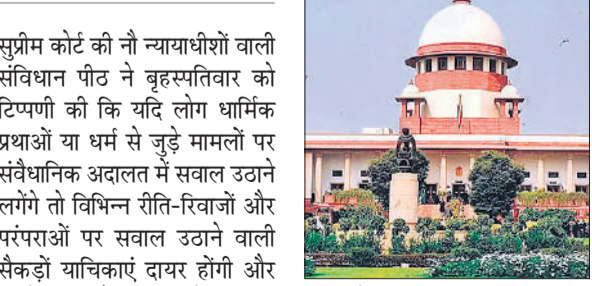 सुप्रीम कोर्ट की नौ न्यायाधीशों वाली
संविधान पीठ ने बृहस्पतिवार को
टिप्पणी की कि यदि लोग धार्मिक
प्रथाओं या धर्म से जुड़े मामलों पर
संवैधानिक अदालत में सवाल उठाने
लगेंगे तो विभिन्न रीति-रिवाजों और
परंपराओं पर सवाल उठाने वाली
सैकड़ों याचिकाएं दायर होंगी और